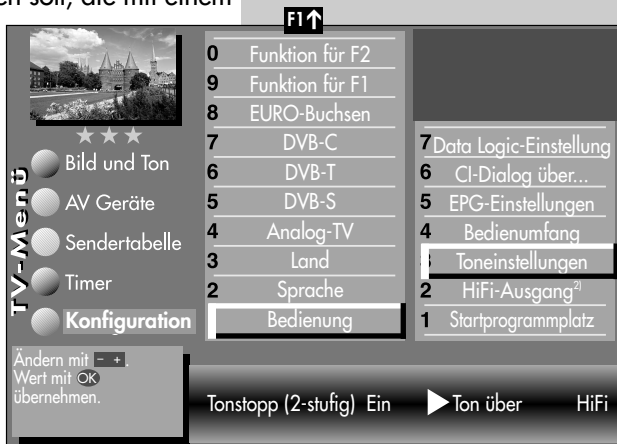 en soll, die mit einem
F1↑
TV-Menü
Bild und Ton
AV Geräte
Sendertabelle
Timer
Konfiguration
0 Funktion für F2
9 Funktion für F1
8 EURO-Buchsen
7 DVB-C
6 DVB-T
5 DVB-S
4 Analog-TV
3 Land
2 Sprache
Bedienung
7 Data Logic-Einstellung
6 CI-Dialog über...
5 EPG-Einstellungen
4 Bedienumfang
3 Toneinstellungen
2 HiFi-Ausgang2)
1 Startprogrammplatz
Ändern mit - + .
Wert mit OK
übernehmen.
Tonstopp (2-stufig) Ein ▶Ton über HiFi